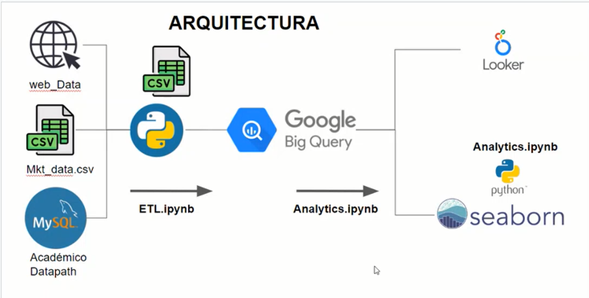 ARQUITECTURA
web_Data
CSV
CSV
Mkt_data.csv
MySQL
Académico
Datapath
ETL.ipynb
Google
Big Query
Analytics.ipynb
Looker
Analytics.ipynb
python
seaborn